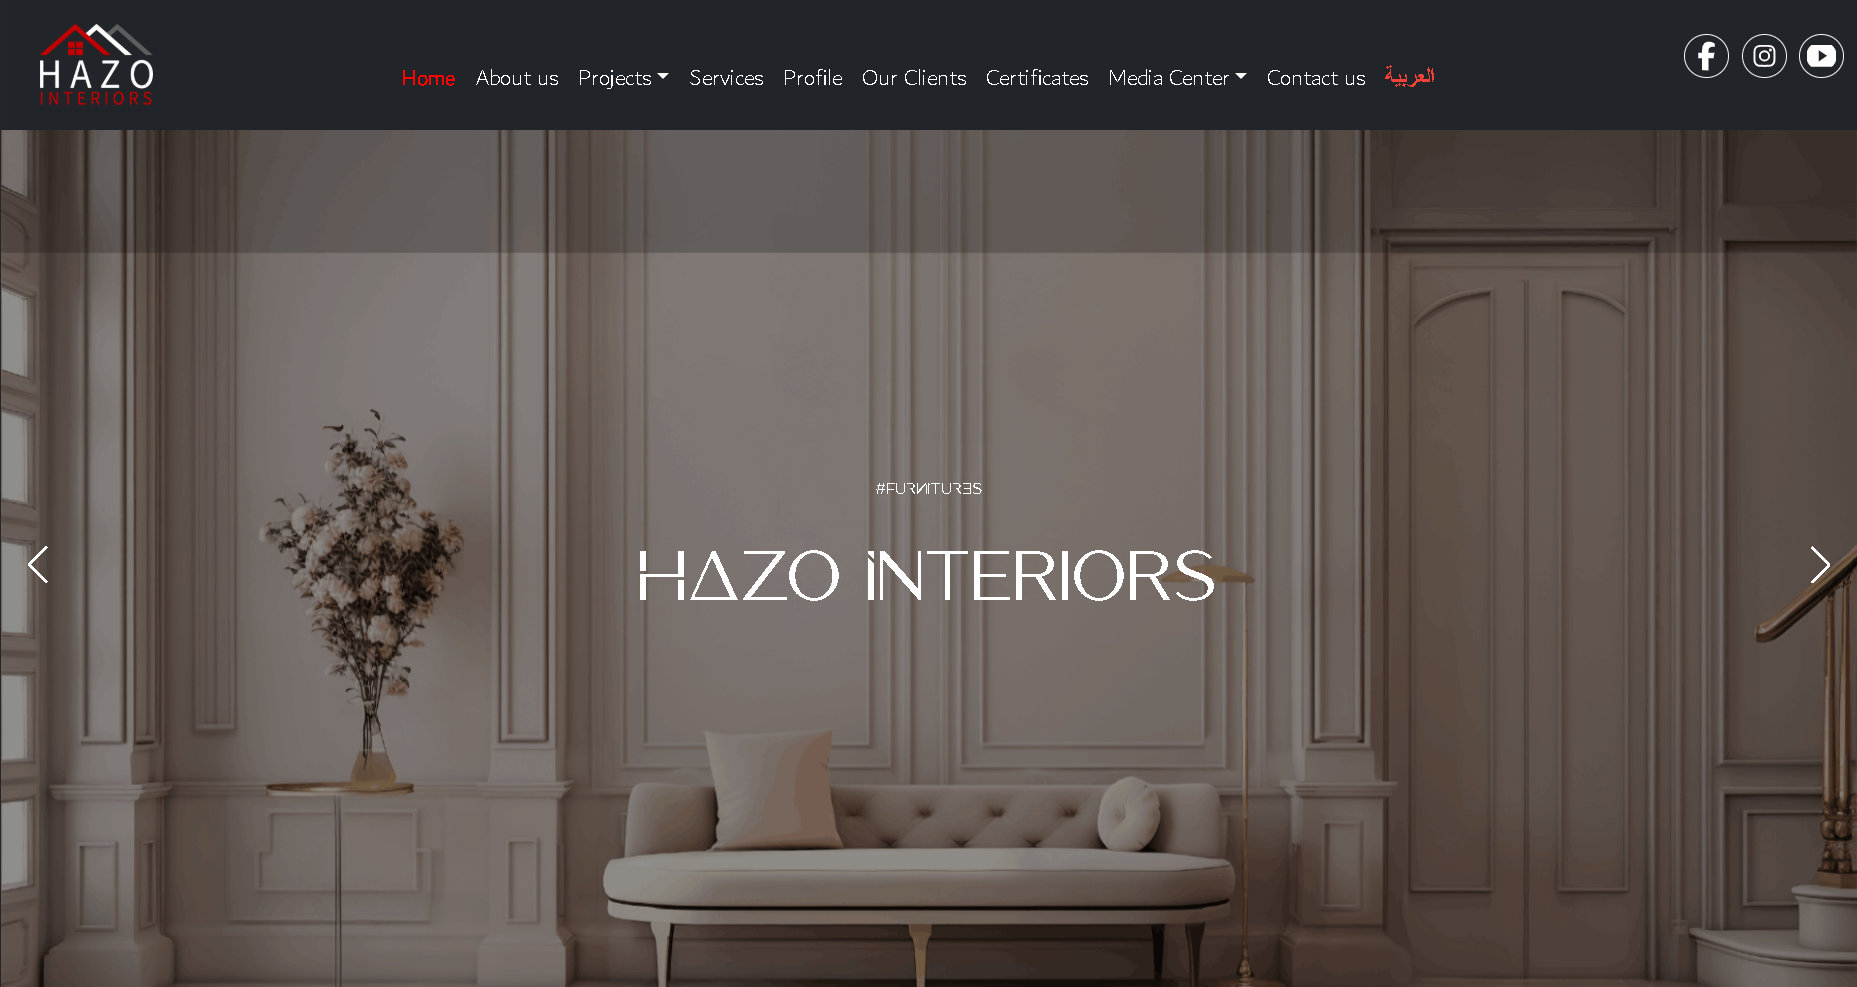 HAZO
INTERIORS
Home About us Projects Services Profile Our Clients Certificates Media Center Contact us العربية
#FURNITURES
HAZO INTERIORS